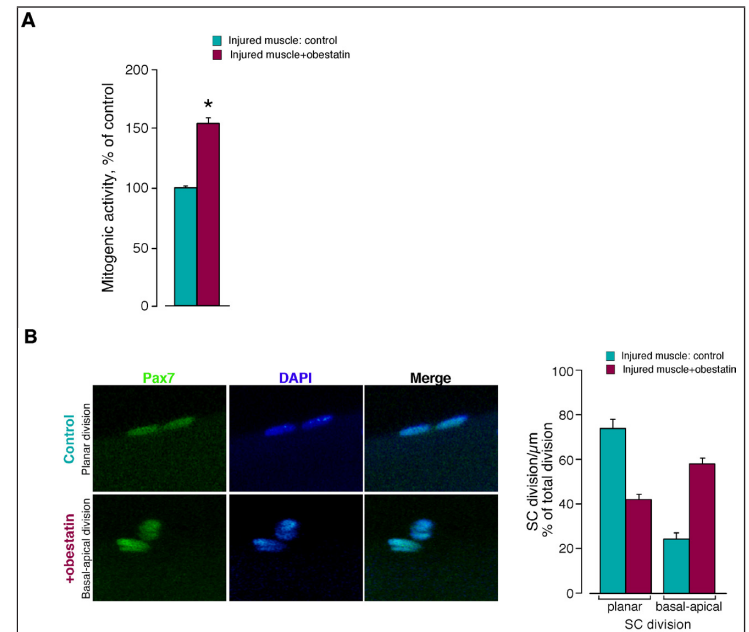 A
Injured muscle: control
Injured muscle+obestatin
Mitogenic activity, % of control
200
150
100
50
0
*
B
Pax7
DAPI
Merge
Control
Planar division
+obestatin
Basal-apical division
Injured muscle: control
Injured muscle+obestatin
SC division/µm
% of total division
100
80
60
40
20
0
planar
basal-apical
SC division